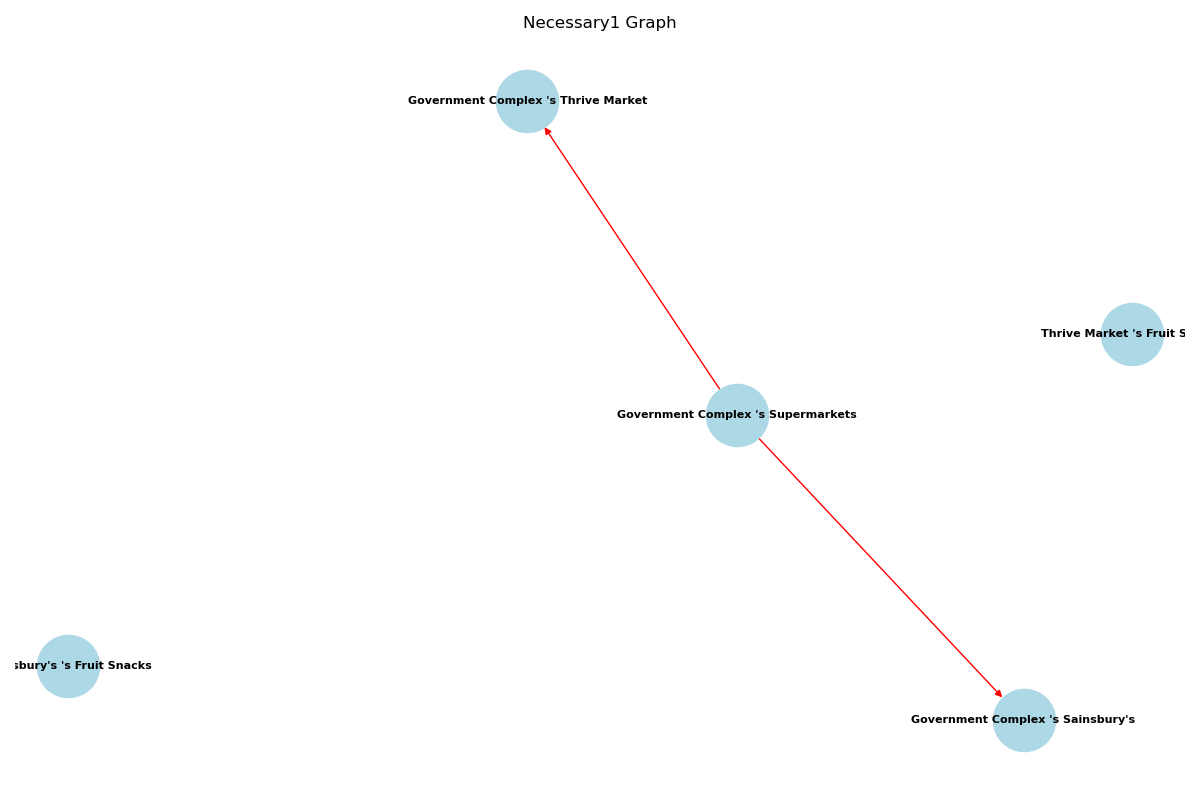 Necessary1 Graph
Government Complex 's Thrive Market
Thrive Market 's Fruit S
Government Complex 's Supermarkets
sbury's 's Fruit Snacks
Government Complex 's Sainsbury's